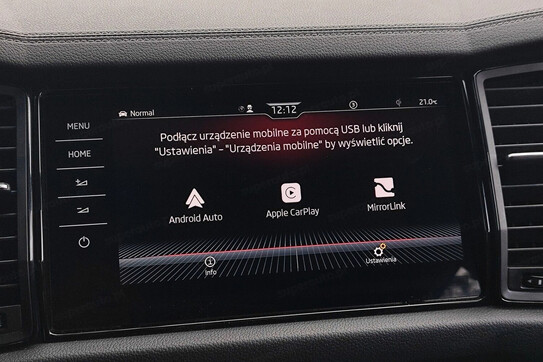 Normal
12:12
3
21.0°C
MENU
HOME
Podłącz urządzenie mobilne za pomocą USB lub kliknij
"Ustawienia" - "Urządzenia mobilne" by wyświetlić opcje.
Android Auto
Apple CarPlay
MirrorLink
Info
Ustawienia